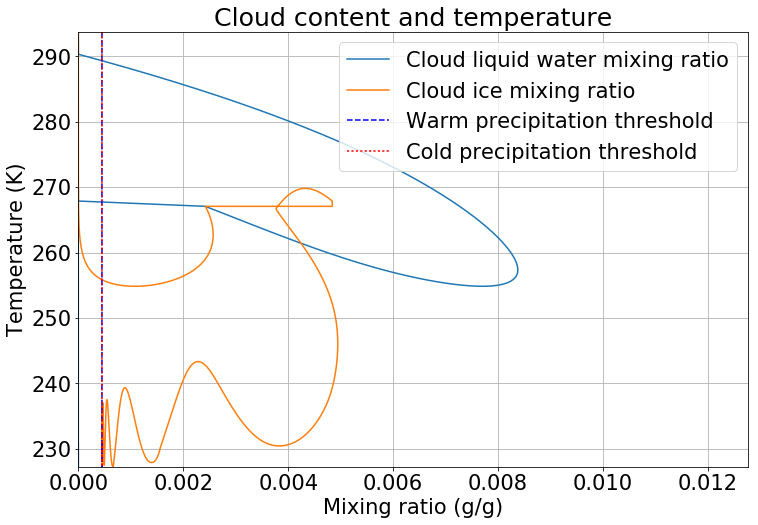 Cloud content and temperature
Cloud liquid water mixing ratio
Cloud ice mixing ratio
Warm precipitation threshold
Cold precipitation threshold
Temperature (K)
290
280
270
260
250
240
230
0.000 0.002 0.004 0.006 0.008 0.010 0.012
Mixing ratio (g/g)